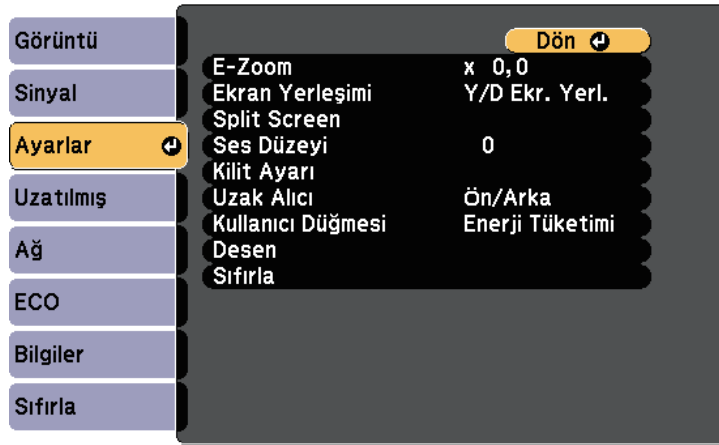 Görüntü
Sinyal
Ayarlar
Uzatılmış
Ağ
ECO
Bilgiler
Sıfırla
Dön
E-Zoom x 0,0
Ekran Yerleşimi Y/D Ekr. Yerl.
Split Screen
Ses Düzeyi 0
Kilit Ayarı
Uzak Alıcı Ön/Arka
Kullanıcı Düğmesi Enerji Tüketimi
Desen
Sıfırla